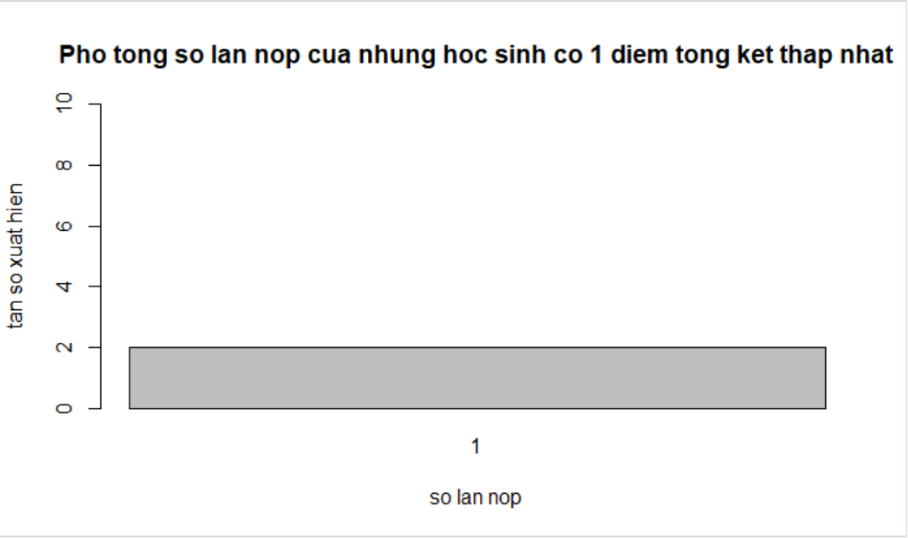 Pho tong so lan nop cua nhung hoc sinh co 1 diem tong ket thap nhat
10
8
6
4
2
0
tan so xuat hien
1
so lan nop